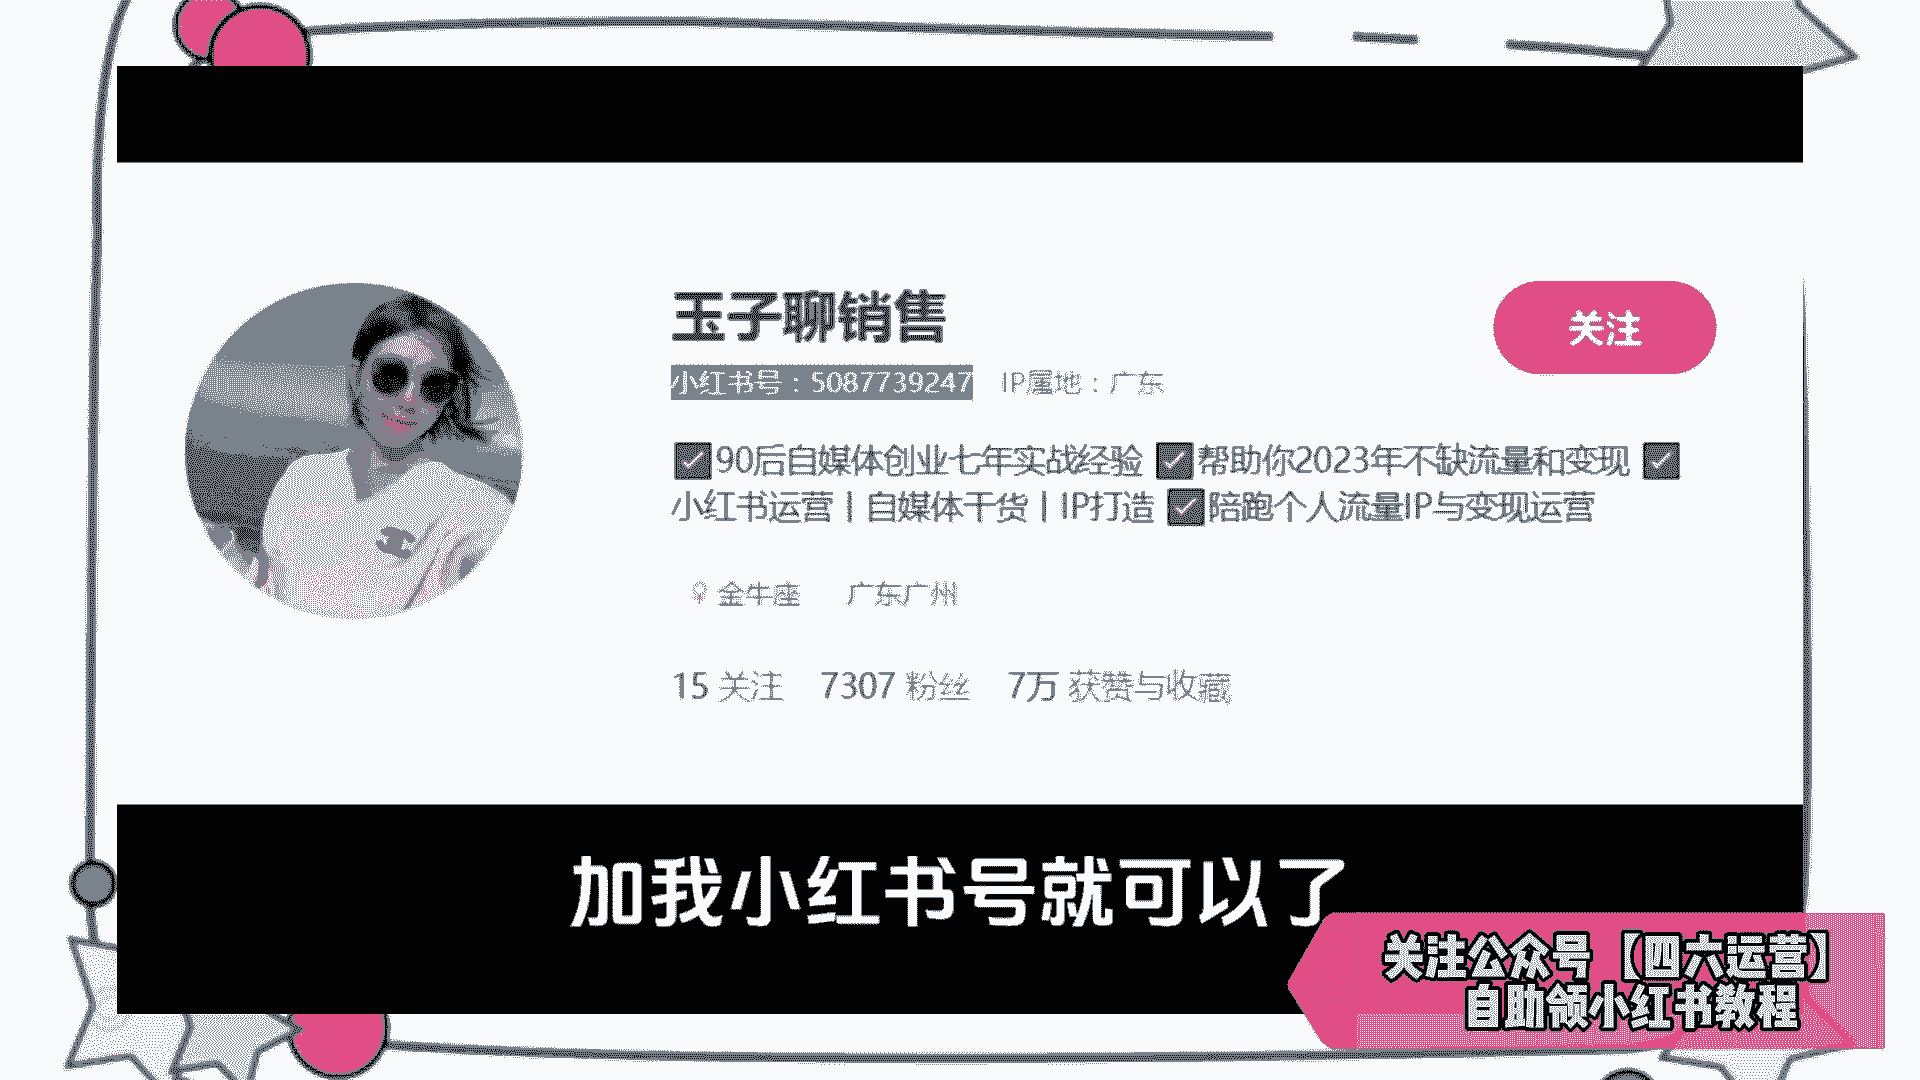 玉子聊销售
关注
小红书号：5087739247 IP属地：广东
✅90后自媒体创业七年实战经验 ✅帮助你2023年不缺流量和变现 ✅
小红书运营丨自媒体干货丨IP打造 ✅陪跑个人流量IP与变现运营
金牛座 广东广州
15 关注 7307 粉丝 7万 获赞与收藏
加我小红书号就可以了
关注公众号【四六运营】
自助领小红书教程